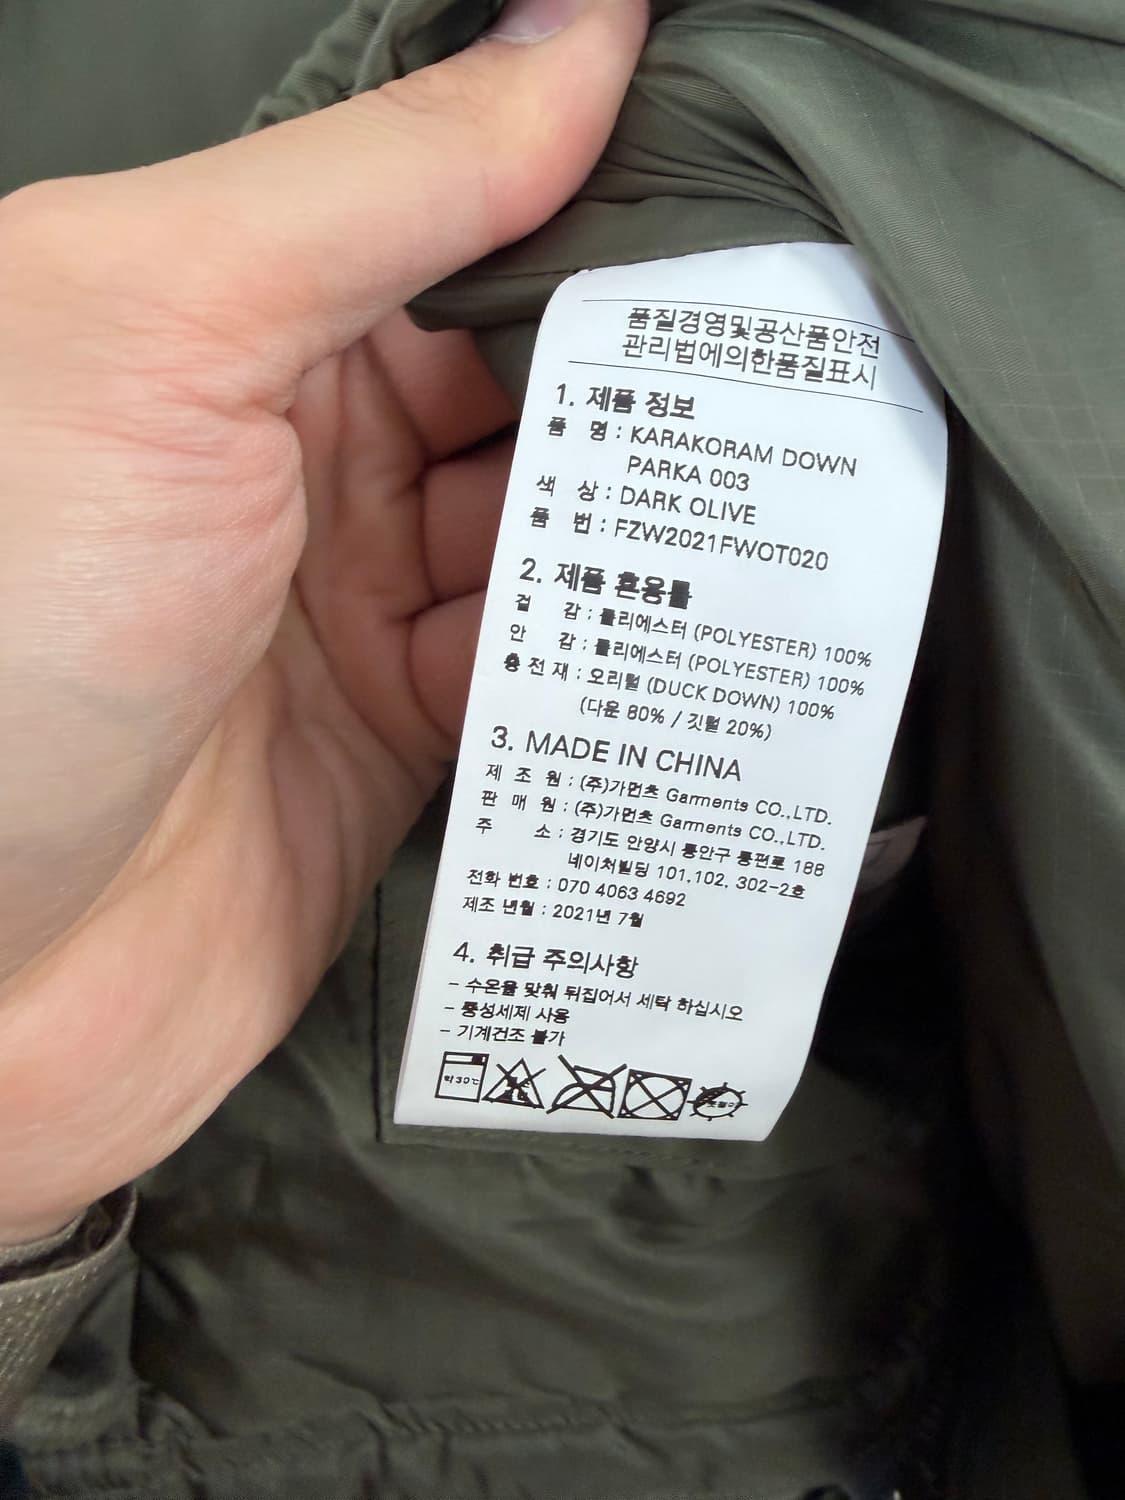 품질경영및공산품안전
관리법에의한품질표시
1. 제품 정보
품 명 : KARAKORAM DOWN
PARKA 003
색 상 : DARK OLIVE
품 번 : FZW2021FWOT020
2. 제품 혼용률
겉 감 : 폴리에스터 (POLYESTER) 100%
안 감 : 폴리에스터 (POLYESTER) 100%
충 전 재 : 오리털 (DUCK DOWN) 100%
(다운 80% / 깃털 20%)
3. MADE IN CHINA
제 조 원 : (주)가먼츠 Garments CO.,LTD.
판 매 원 : (주)가먼츠 Garments CO.,LTD.
주 소 : 경기도 안양시 동안구 동편로 188
네이처빌딩 101,102, 302-2호
전화 번호 : 070 4063 4692
제조 년월 : 2021년 7월
4. 취급 주의사항
- 수온을 맞춰 뒤집어서 세탁 하십시오
- 중성세제 사용
- 기계건조 불가
약 30℃